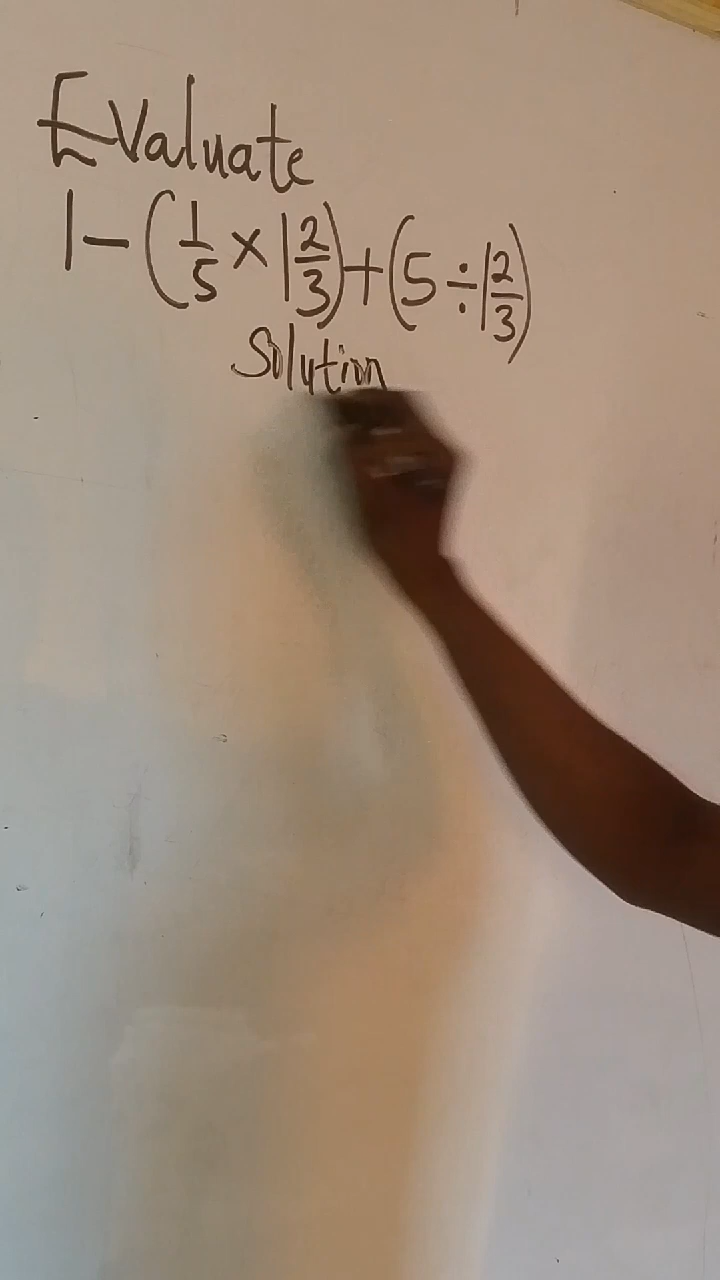 Evaluate
1 - (1/5 × 1 2/3) + (5 ÷ 1 2/3)
Solution